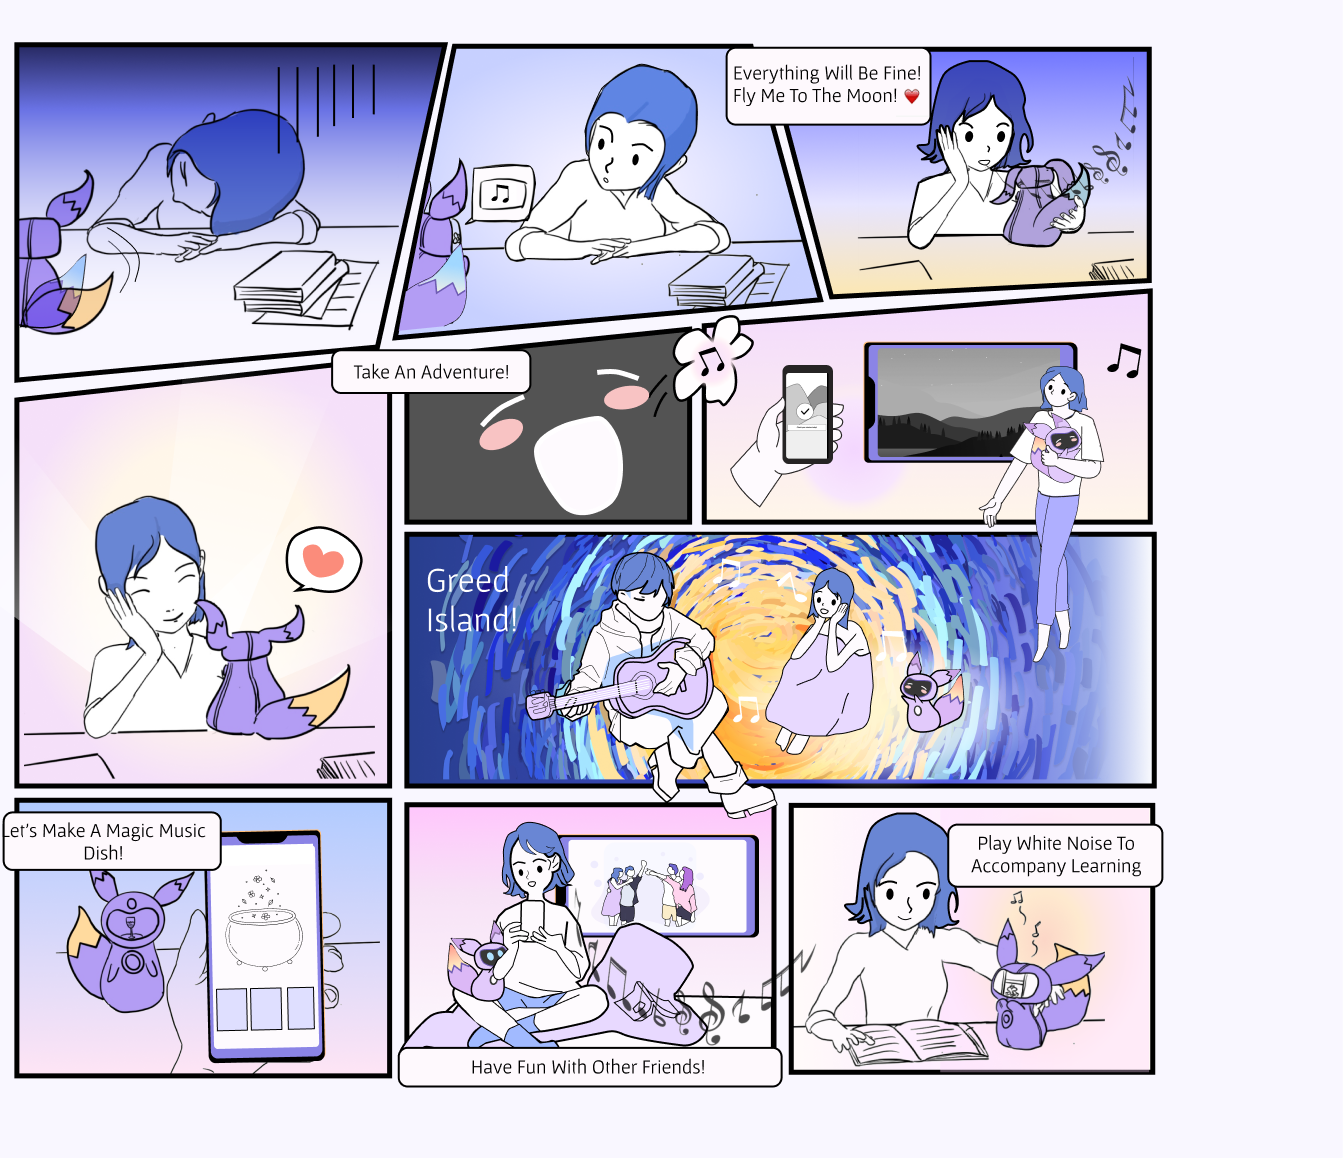 Everything Will Be Fine!
Fly Me To The Moon! ❤️
Take An Adventure!
Greed
Island!
Let's Make A Magic Music
Dish!
Have Fun With Other Friends!
Play White Noise To
Accompany Learning